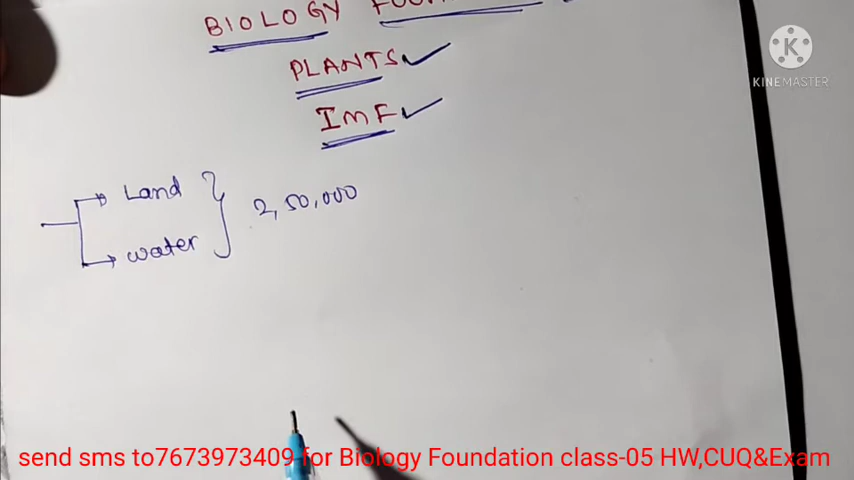 BIOLOGY
PLANTS
IMF
KINEMASTER
Land
2,50,000
water
send sms to7673973409 for Biology Foundation class-05 HW,CUQ&Exam